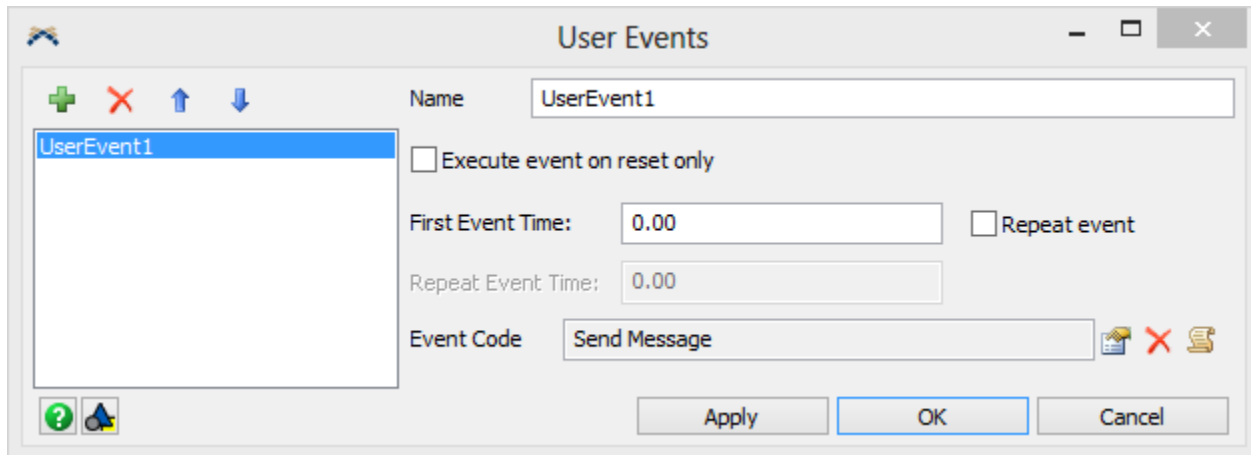 User Events
Name UserEvent1
UserEvent1
Execute event on reset only
First Event Time: 0.00 Repeat event
Repeat Event Time: 0.00
Event Code Send Message
Apply OK Cancel